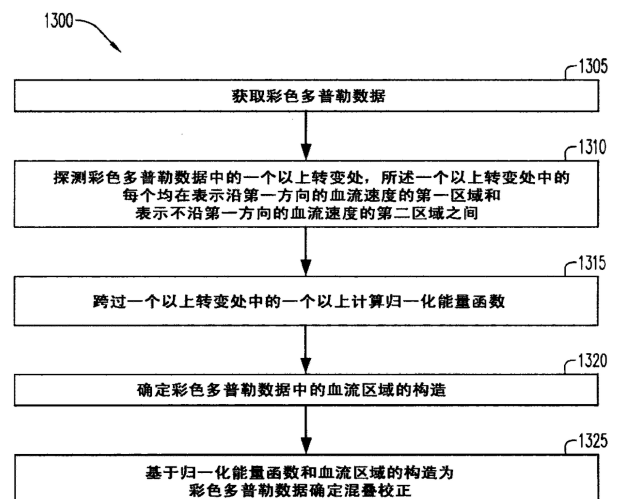 1300
1305
获取彩色多普勒数据
1310
探测彩色多普勒数据中的一个以上转变处，所述一个以上转变处中的
每个均在表示沿第一方向的血流速度的第一区域和
表示不沿第一方向的血流速度的第二区域之间
1315
跨过一个以上转变处中的一个以上计算归一化能量函数
1320
确定彩色多普勒数据中的血流区域的构造
1325
基于归一化能量函数和血流区域的构造为
彩色多普勒数据确定混叠校正